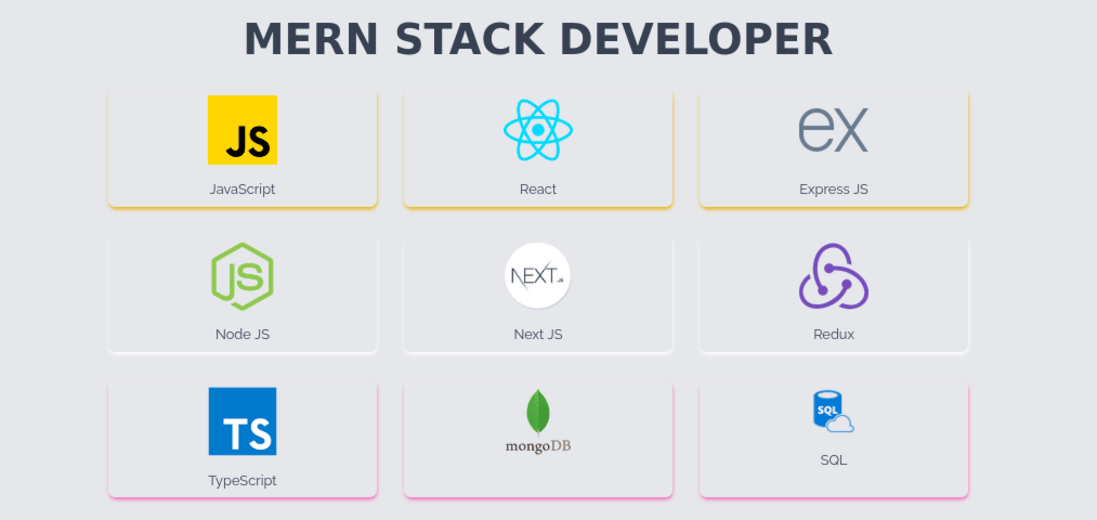 MERN STACK DEVELOPER
JS
JavaScript
React
ex
Express JS
JS
Node JS
NEXT.JS
Next JS
Redux
TS
TypeScript
mongoDB
SQL
SQL